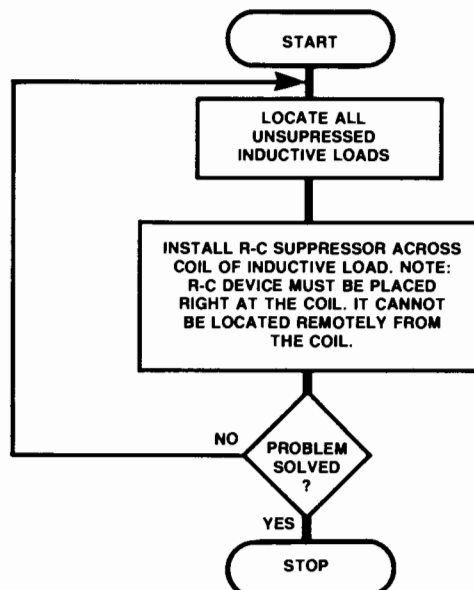 START
LOCATE ALL
UNSUPRESSED
INDUCTIVE LOADS
INSTALL R-C SUPPRESSOR ACROSS
COIL OF INDUCTIVE LOAD. NOTE:
R-C DEVICE MUST BE PLACED
RIGHT AT THE COIL. IT CANNOT
BE LOCATED REMOTELY FROM
THE COIL.
NO
PROBLEM
SOLVED
?
YES
STOP